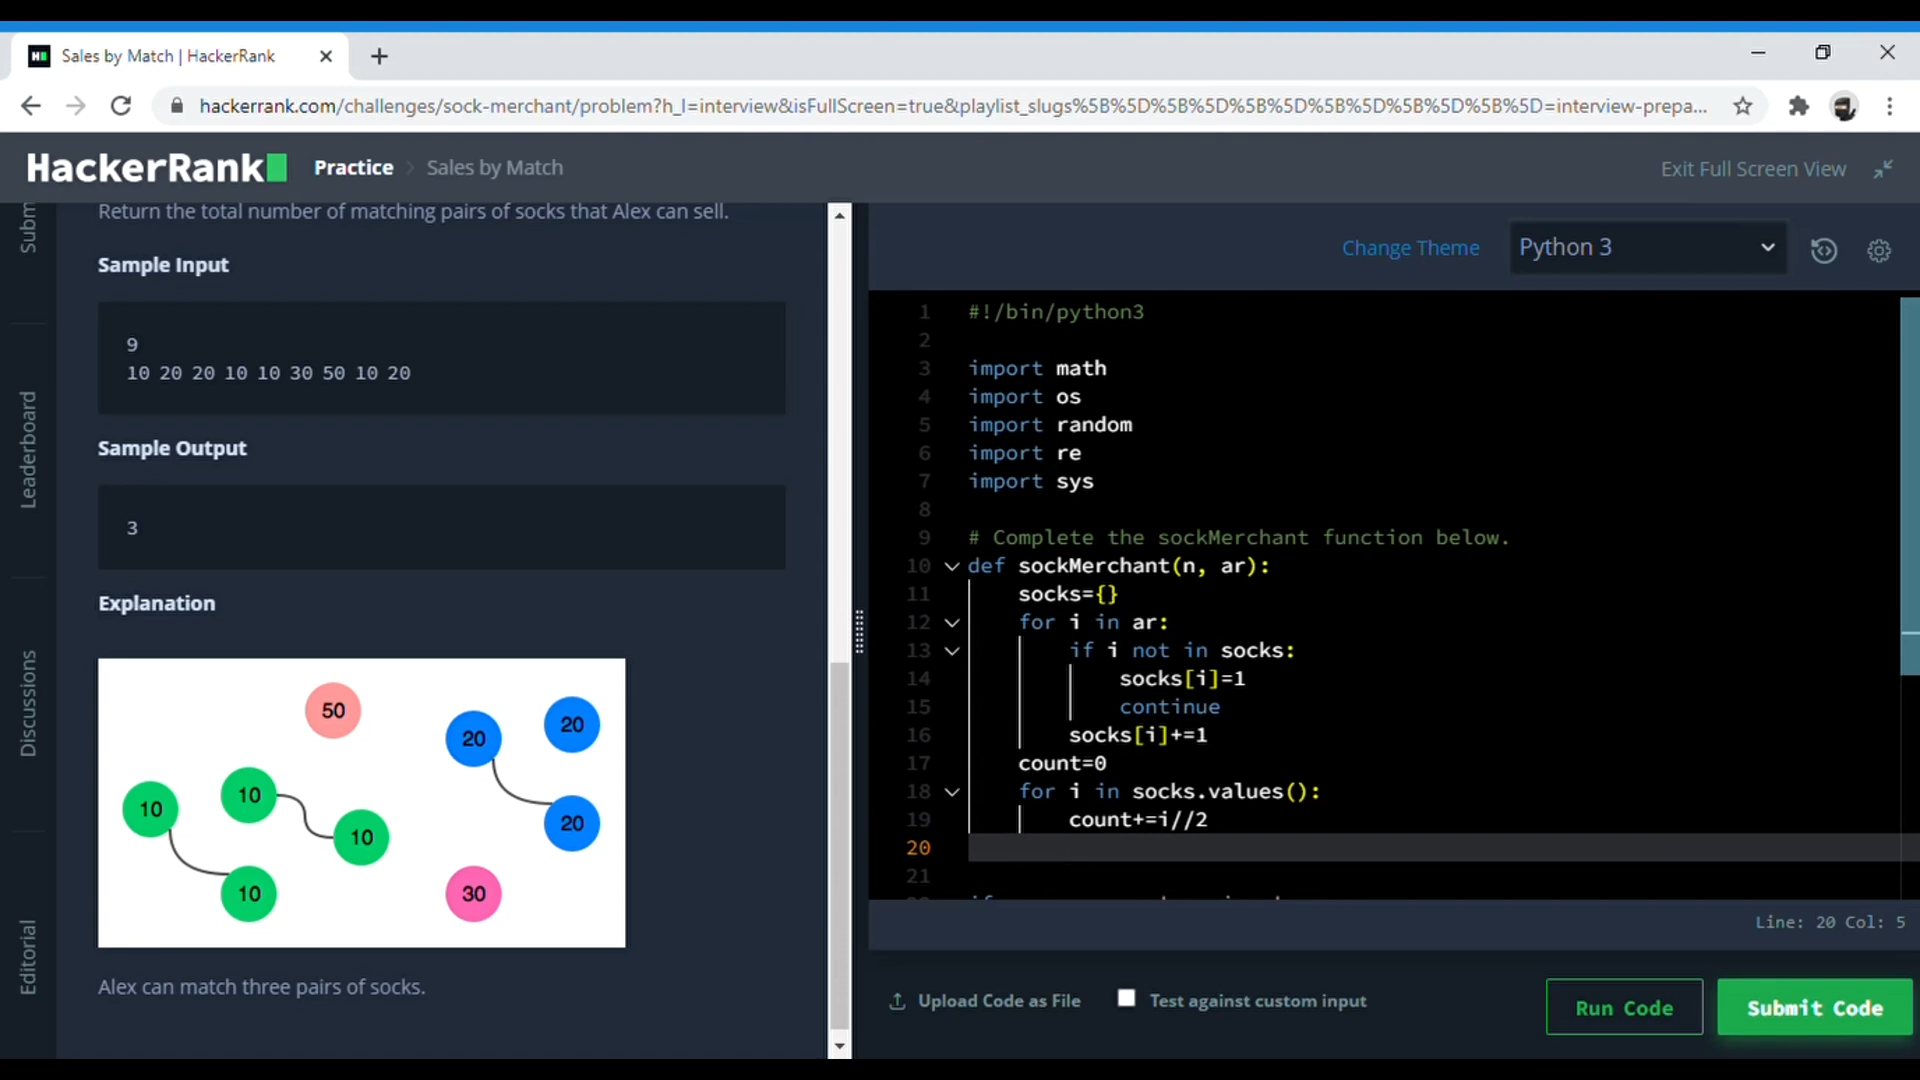 Sales by Match | HackerRank
hackerrank.com/challenges/sock-merchant/problem?h_l=interview&isFullScreen=true&playlist_slugs%5B%5D%5B%5D%5B%5D%5B%5D%5B%5D%5B%5D%5B%5D=interview-prepa...
HackerRank
Practice
Sales by Match
Exit Full Screen View
Subm
Leaderboard
Discussions
Editorial
Return the total number of matching pairs of socks that Alex can sell.
Sample Input
9
10 20 20 10 10 30 50 10 20
Sample Output
3
Explanation
50
20
20
10
10
10
20
10
30
Alex can match three pairs of socks.
Change Theme
Python 3
1 #!/bin/python3
2
3 import math
4 import os
5 import random
6 import re
7 import sys
8
9 # Complete the sockMerchant function below.
10 def sockMerchant(n, ar):
11 socks={}
12 for i in ar:
13 if i not in socks:
14 socks[i]=1
15 continue
16 socks[i]+=1
17 count=0
18 for i in socks.values():
19 count+=i//2
20
21
Line: 20 Col: 5
Upload Code as File
Test against custom input
Run Code
Submit Code